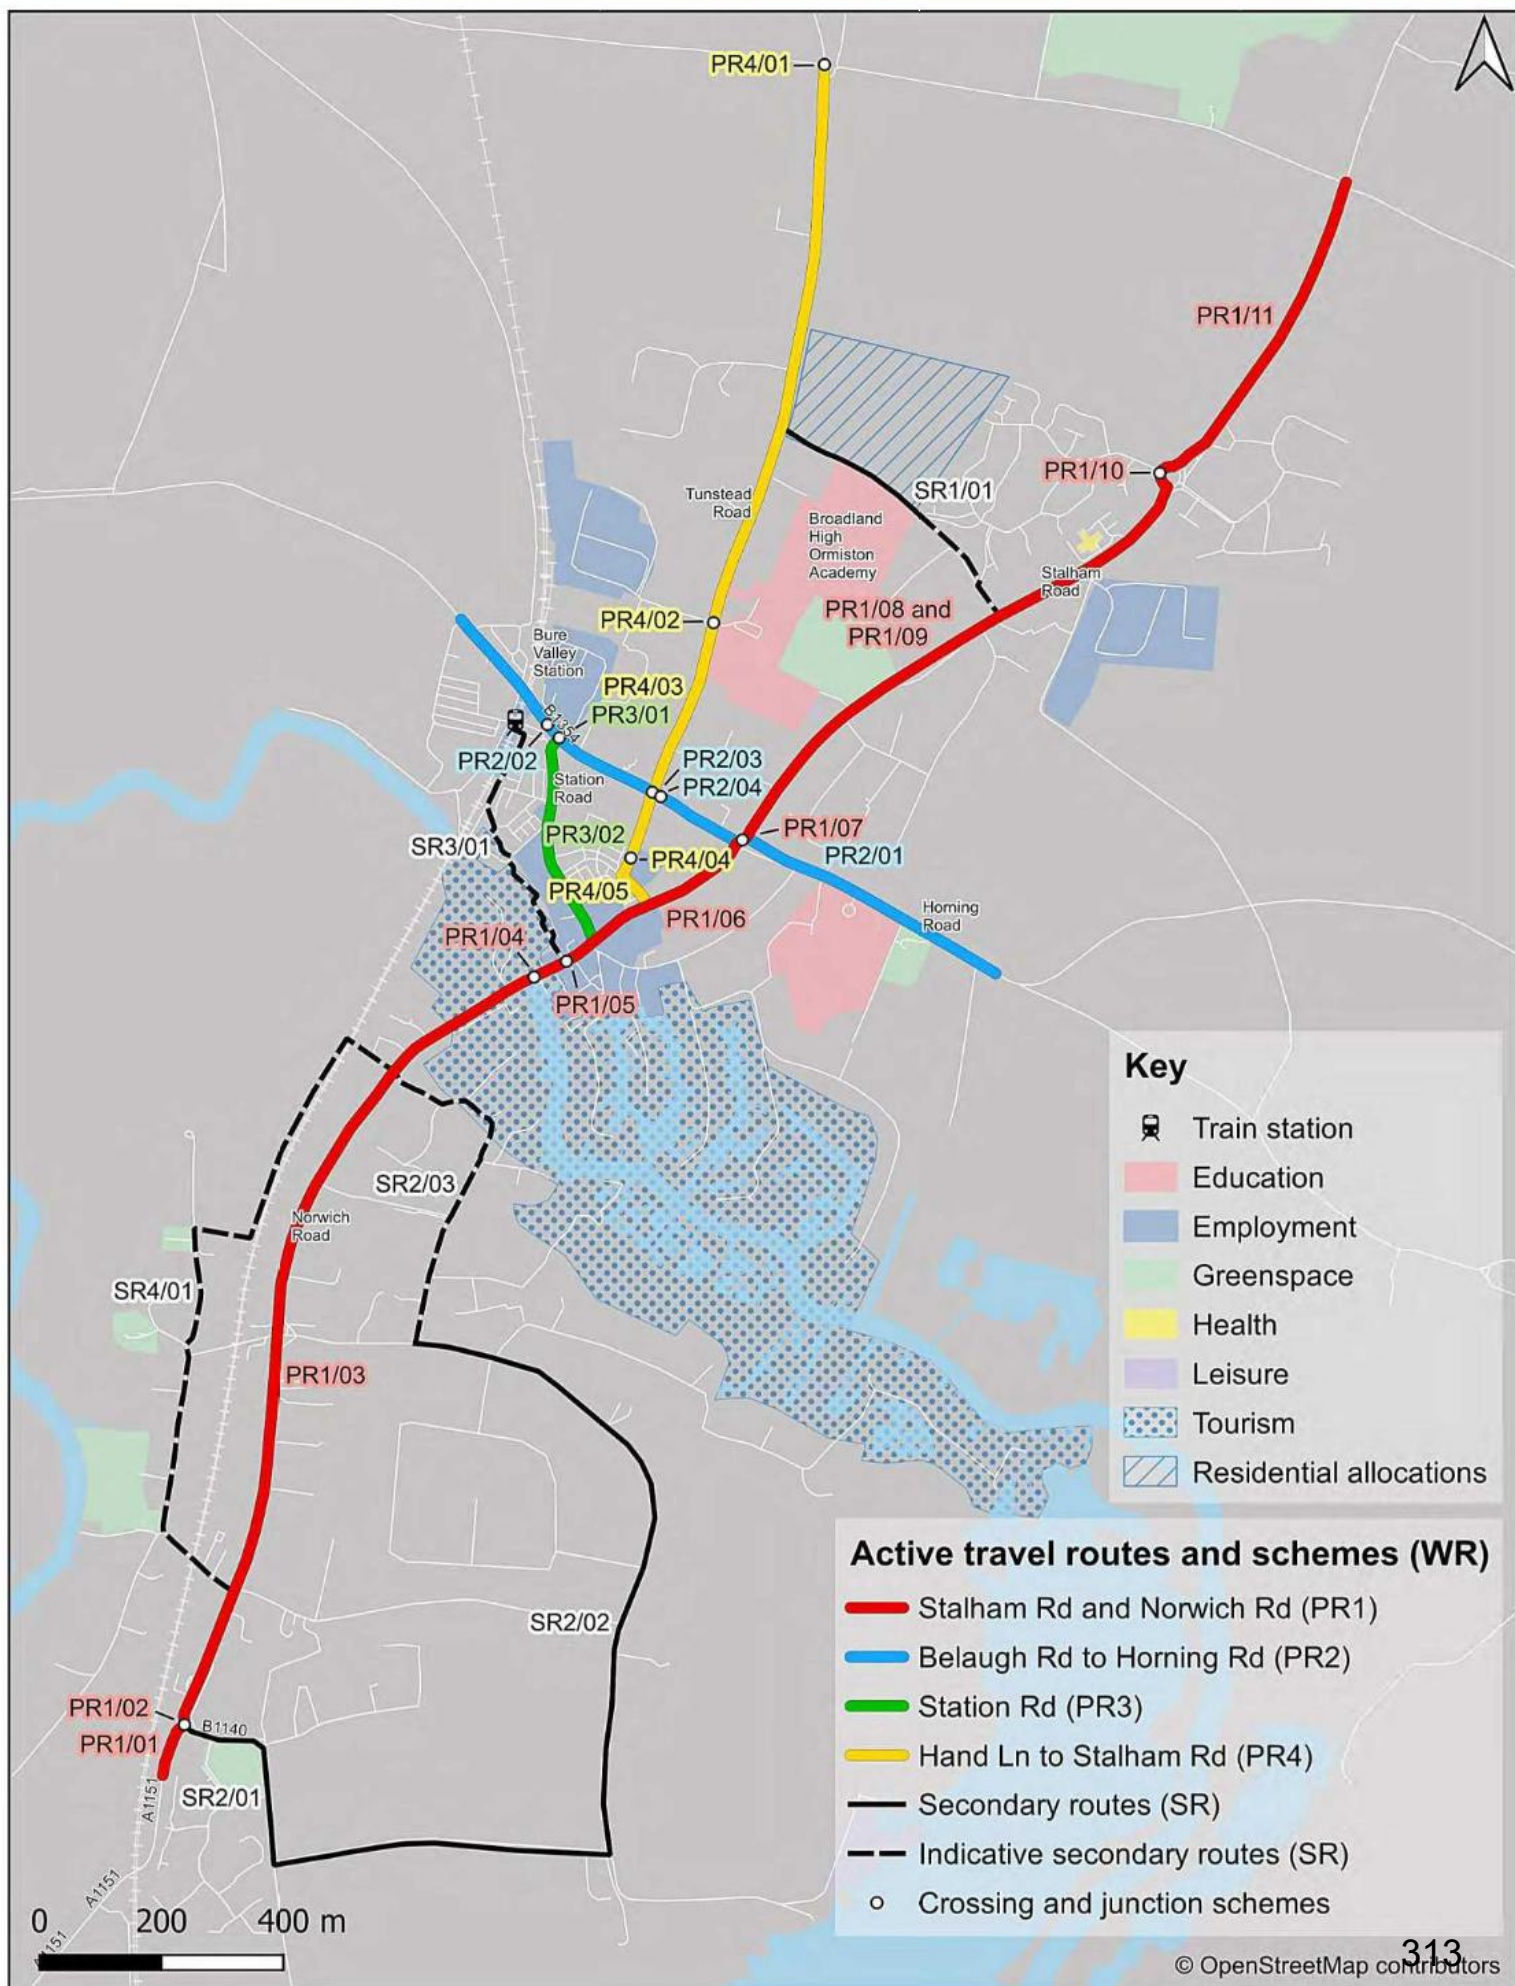 PR4/01
PR1/11
PR1/10
SR1/01
Tunstead
Road
Broadland
High
Ormiston
Academy
Stalham
Road
PR1/08 and
PR1/09
PR4/02
Bure
Valley
Station
PR4/03
PR3/01
B1354
PR2/02
PR2/03
PR2/04
Station
Road
PR3/02
PR1/07
SR3/01
PR4/04
PR2/01
PR4/05
PR1/06
Horning
Road
PR1/04
PR1/05
SR2/03
Norwich
Road
SR4/01
PR1/03
SR2/02
PR1/02
B1140
PR1/01
A1151
SR2/01
A1151
A1151
0 200 400 m
Key
Train station
Education
Employment
Greenspace
Health
Leisure
Tourism
Residential allocations
Active travel routes and schemes (WR)
Stalham Rd and Norwich Rd (PR1)
Belaugh Rd to Horning Rd (PR2)
Station Rd (PR3)
Hand Ln to Stalham Rd (PR4)
Secondary routes (SR)
Indicative secondary routes (SR)
Crossing and junction schemes
313
© OpenStreetMap contributors